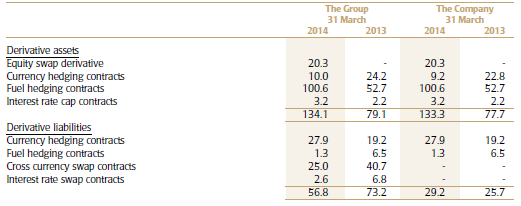 The Group The Company
31 March 31 March
2014 2013 2014 2013
Derivative assets
Equity swap derivative 20.3 - 20.3 -
Currency hedging contracts 10.0 24.2 9.2 22.8
Fuel hedging contracts 100.6 52.7 100.6 52.7
Interest rate cap contracts 3.2 2.2 3.2 2.2
134.1 79.1 133.3 77.7
Derivative liabilities
Currency hedging contracts 27.9 19.2 27.9 19.2
Fuel hedging contracts 1.3 6.5 1.3 6.5
Cross currency swap contracts 25.0 40.7 - -
Interest rate swap contracts 2.6 6.8 - -
56.8 73.2 29.2 25.7